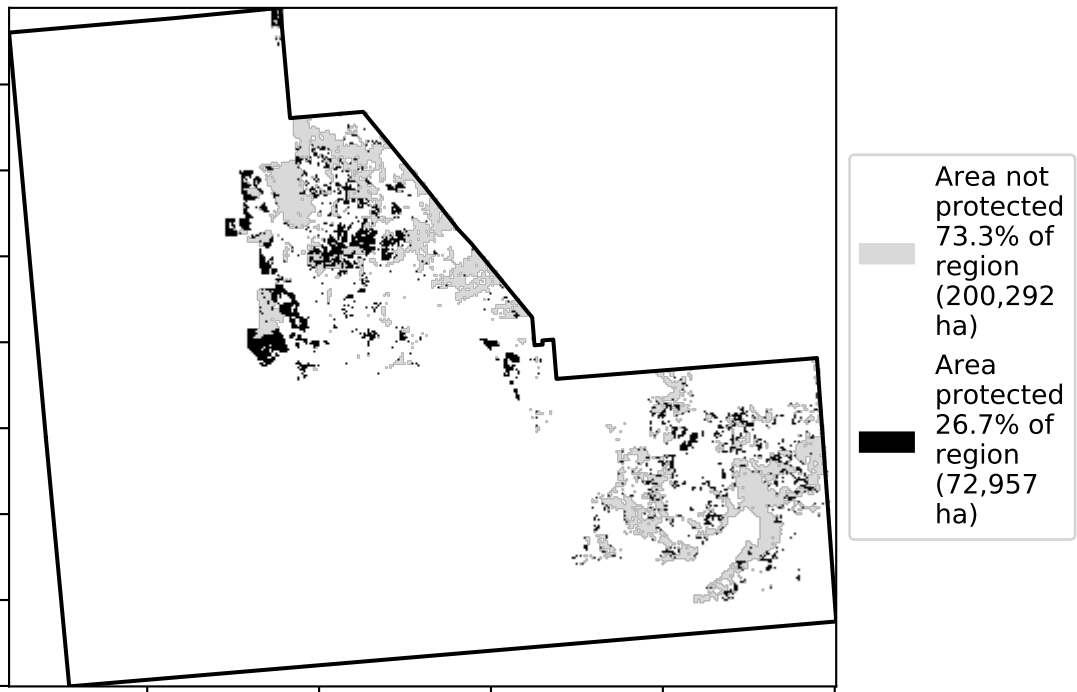 Area not
protected
73.3% of
region
(200,292
ha)
Area
protected
26.7% of
region
(72,957
ha)